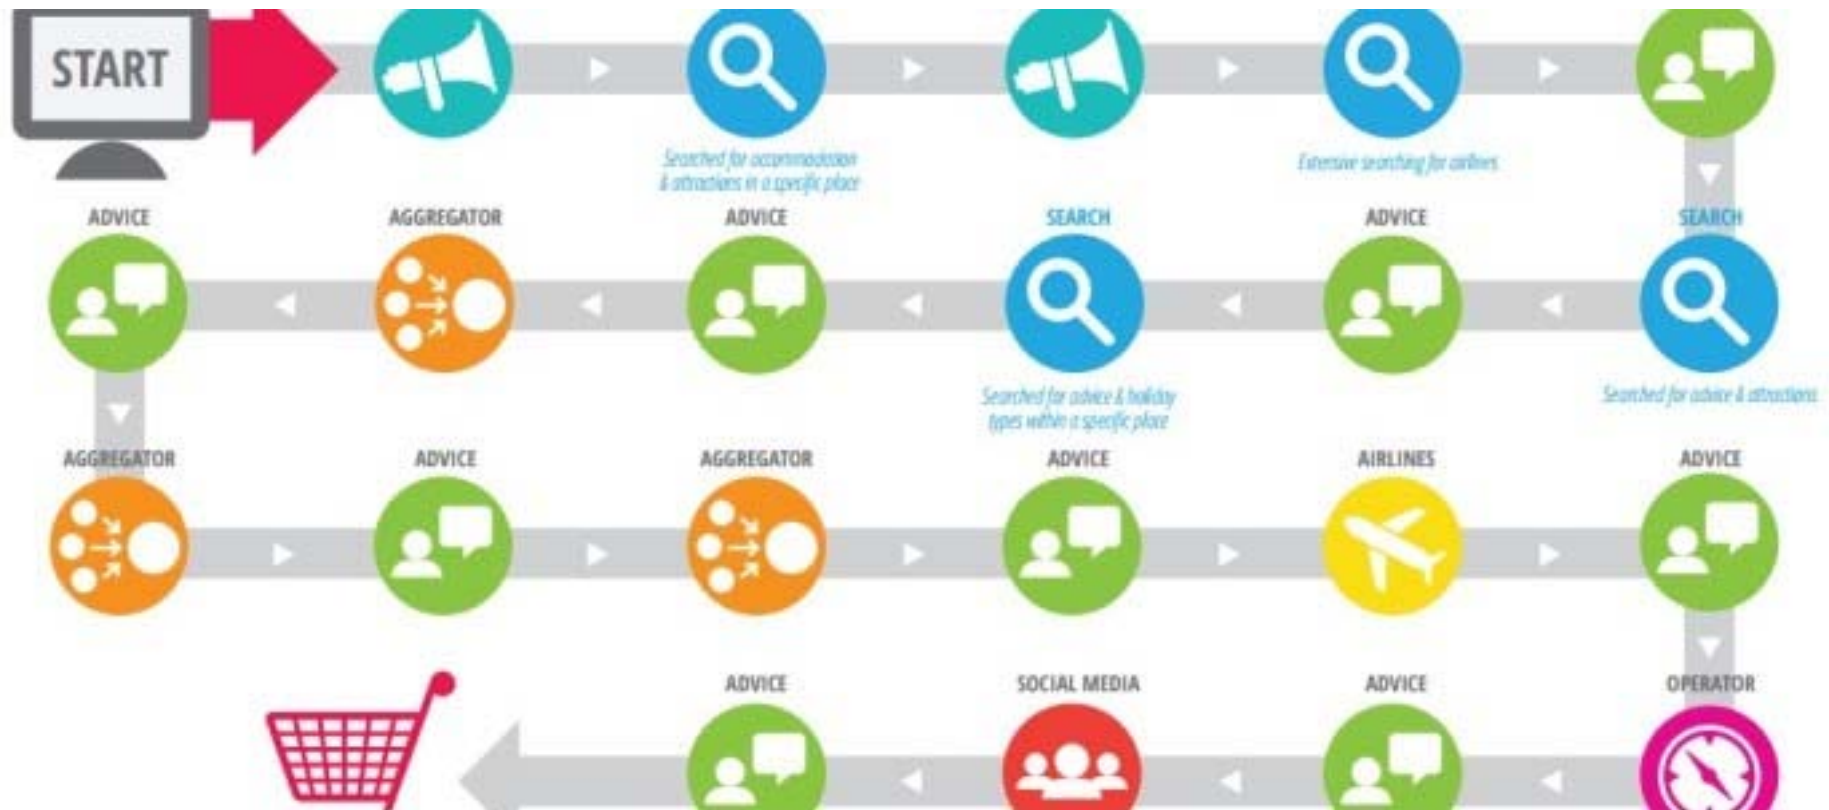 START
Searched for accommodation
& attractions in a specific place
Extensive searching for airlines
ADVICE
AGGREGATOR
ADVICE
SEARCH
ADVICE
SEARCH
Searched for advice & holiday
types within a specific place
Searched for advice & attractions
AGGREGATOR
ADVICE
AGGREGATOR
ADVICE
AIRLINES
ADVICE
ADVICE
SOCIAL MEDIA
ADVICE
OPERATOR